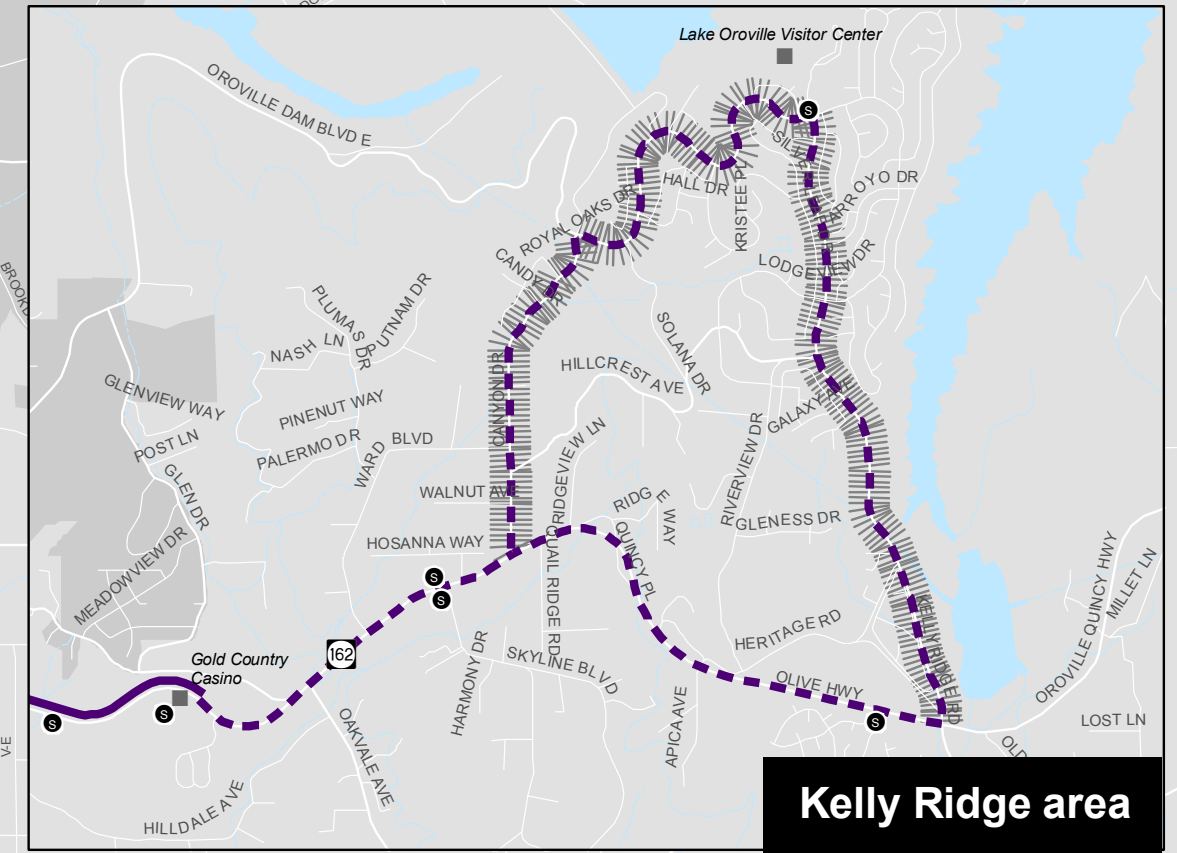 Lake Oroville Visitor Center
OROVILLE DAM BLVD E
HALL DR
KRISTEE PL
ARROYO DR
ROYAL OAKS DR
LODGEVIEW DR
PLUMAS DR
PUTNAM DR
NASH LN
SOLANA DR
HILLCREST AVE
GLENVIEW WAY
CANYON DR
PINENUT WAY
GALAXY AVE
POST LN
PALERMO DR
WARD BLVD
RIDGEVIEW LN
RIVERVIEW DR
GLEN DR
WALNUT AVE
RIDGE WAY
GLENESS DR
HOSANNA WAY
QUAIL RIDGE RD
QUINCY PL
MEADOWVIEW DR
S
S
S
KELLY RIDGE RD
OROVILLE QUINCY HWY
MILLET LN
HERITAGE RD
162
HARMONY DR
SKYLINE BLVD
Gold Country
Casino
OLIVE HWY
S
S
S
OAKVALE AVE
APICA AVE
LOST LN
V-E
OLD
HILLDALE AVE
Kelly Ridge area